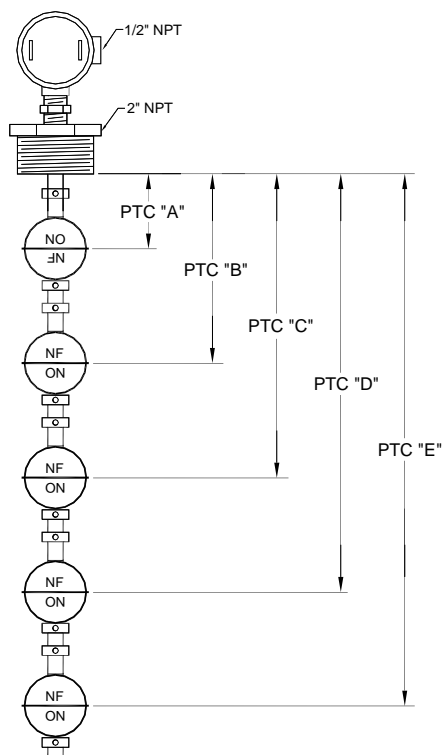 1/2" NPT
2" NPT
ON
NF
PTC "A"
PTC "B"
NF
ON
PTC "C"
PTC "D"
PTC "E"
NF
ON
NF
ON
NF
ON